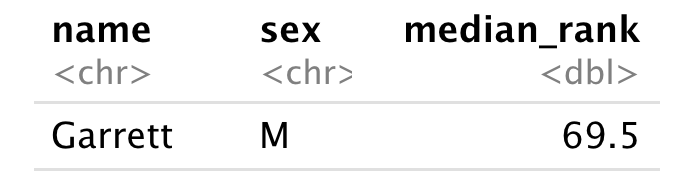 name sex median_rank
<chr> <chr> <dbl>
Garrett M 69.5